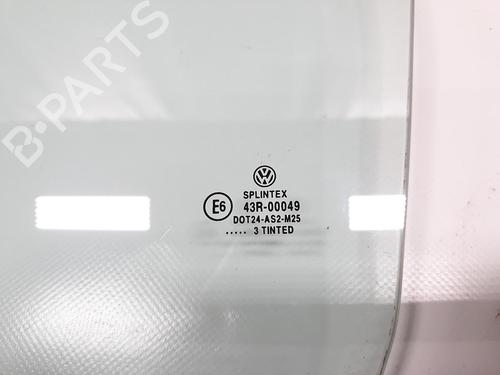 B-PARTS
SPLINTEX
E6 43R-00049
DOT24-AS2-M25
..... 3 TINTED